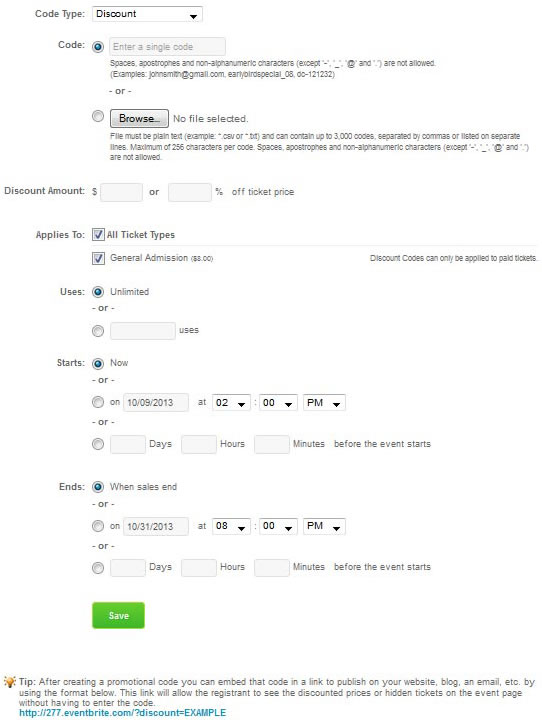 Code Type: Discount
Code: Enter a single code
Spaces, apostrophes and non-alphanumeric characters (except '-', '_', '@' and '.') are not allowed.
(Examples: johnsmith@gmail.com, earlybirdspecial_08, dc-121232)
- or -
Browse... No file selected.
File must be plain text (example: *.csv or *.txt) and can contain up to 3,000 codes, separated by commas or listed on separate
lines. Maximum of 256 characters per code. Spaces, apostrophes and non-alphanumeric characters (except '-', '_', '@' and '.')
are not allowed.
Discount Amount: $ or % off ticket price
Applies To: All Ticket Types
General Admission ($8.00) Discount Codes can only be applied to paid tickets.
Uses: Unlimited
- or -
uses
Starts: Now
- or -
on 10/09/2013 at 02 : 00 PM
- or -
Days Hours Minutes before the event starts
Ends: When sales end
- or -
on 10/31/2013 at 08 : 00 PM
- or -
Days Hours Minutes before the event starts
Save
Tip: After creating a promotional code you can embed that code in a link to publish on your website, blog, an email, etc. by
using the format below. This link will allow the registrant to see the discounted prices or hidden tickets on the event page
without having to enter the code.
http://277.eventbrite.com/?discount=EXAMPLE